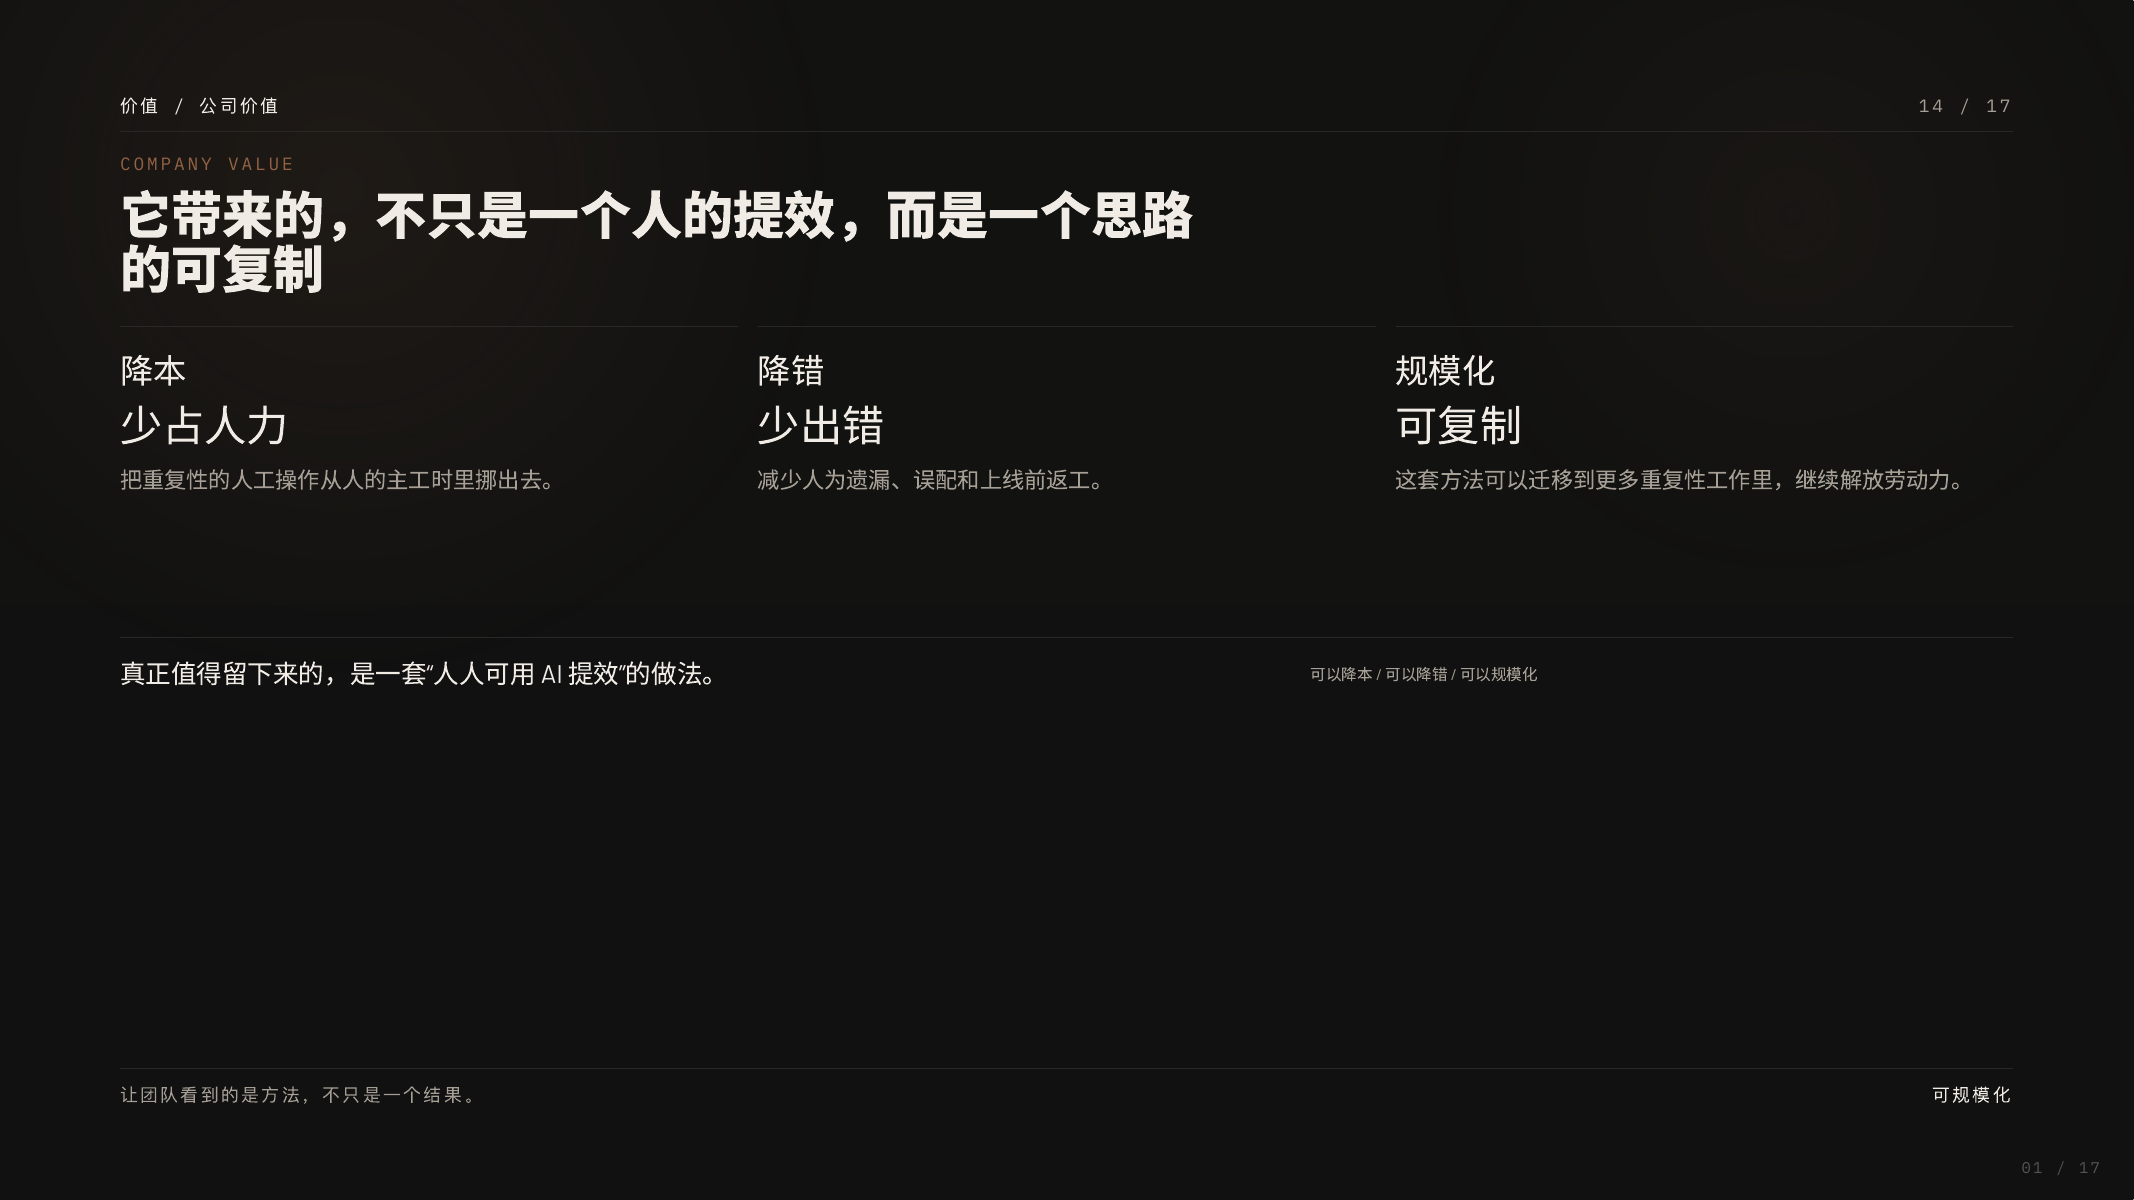 价值 / 公司价值
14 / 17
COMPANY VALUE
它带来的，不只是一个人的提效，而是一个思路
的可复制
降本
少占人力
把重复性的人工操作从人的主工时里挪出去。
降错
少出错
减少人为遗漏、误配和上线前返工。
规模化
可复制
这套方法可以迁移到更多重复性工作里，继续解放劳动力。
真正值得留下来的，是一套“人人可用 AI 提效”的做法。
可以降本 / 可以降错 / 可以规模化
让团队看到的是方法，不只是一个结果。
可规模化
01 / 17